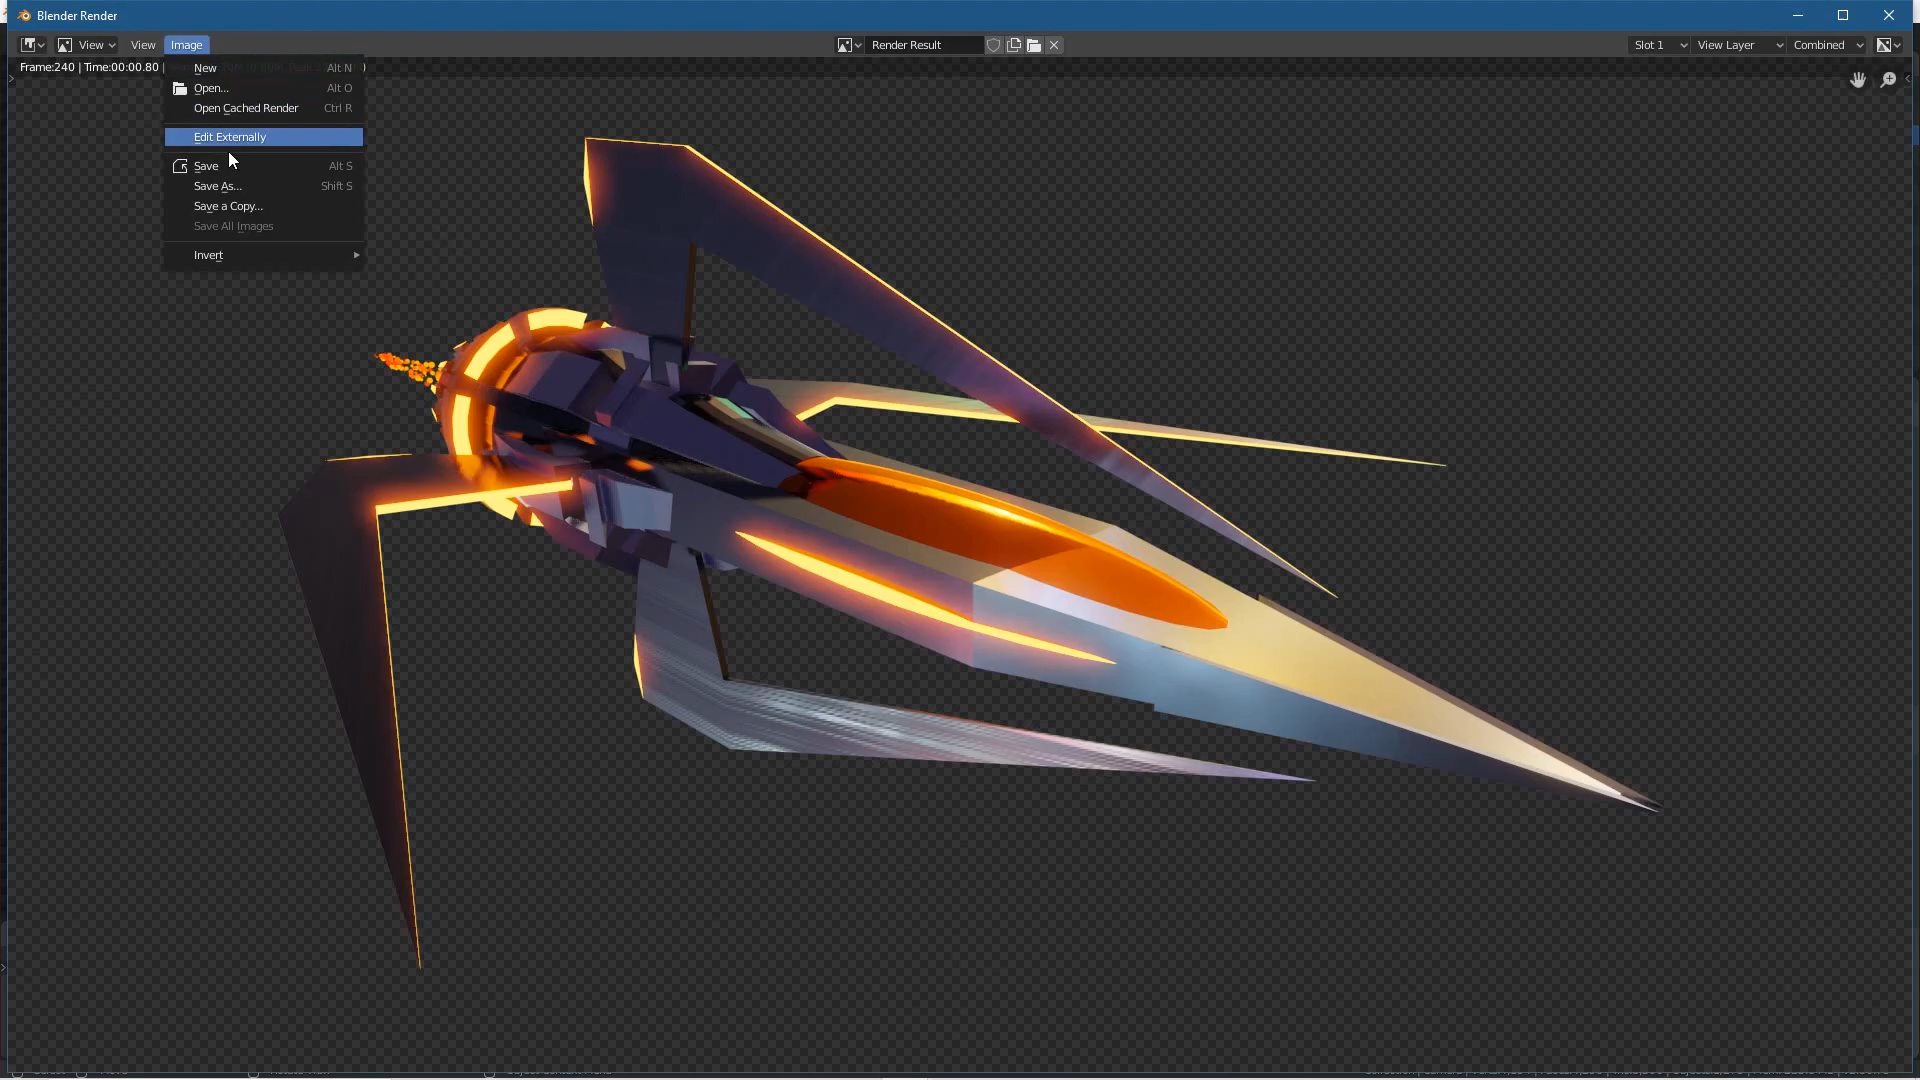 Blender Render
View View Image Render Result Slot 1 View Layer Combined
Frame:240 | Time:00:00.80 |
New Alt N
Open... Alt O
Open Cached Render Ctrl R
Edit Externally
Save Alt S
Save As... Shift S
Save a Copy...
Save All Images
Invert